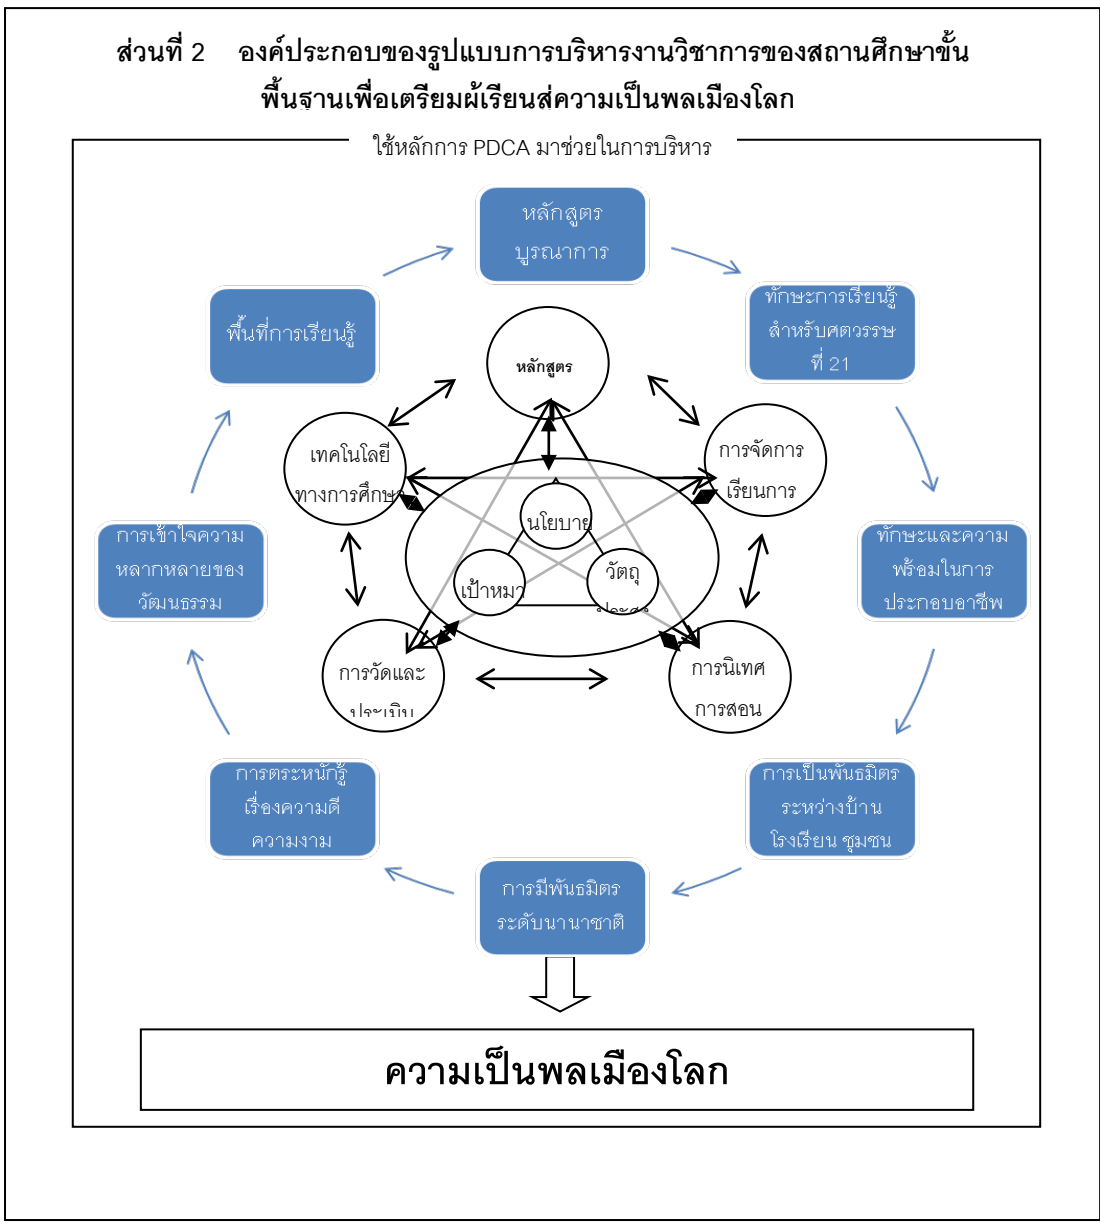 ส่วนที่ 2 องค์ประกอบของรูปแบบการบริหารงานวิชาการของสถานศึกษาขั้น
พื้นฐานเพื่อเตรียมผู้เรียนสู่ความเป็นพลเมืองโลก
ใช้หลักการ PDCA มาช่วยในการบริหาร
หลักสูตร
บูรณาการ
ทักษะการเรียนรู้
สำหรับศตวรรษ
ที่ 21
พื้นที่การเรียนรู้
หลักสูตร
เทคโนโลยี
ทางการศึกษา
การจัดการ
เรียนการ
นโยบาย
เป้าหมา
วัตถุ
การเข้าใจความ
หลากหลายของ
วัฒนธรรม
ทักษะและความ
พร้อมในการ
ประกอบอาชีพ
การวัดและ
ประเมิน
การนิเทศ
การสอน
การตระหนักรู้
เรื่องความดี
ความงาม
การเป็นพันธมิตร
ระหว่างบ้าน
โรงเรียน ชุมชน
การมีพันธมิตร
ระดับนานาชาติ
ความเป็นพลเมืองโลก